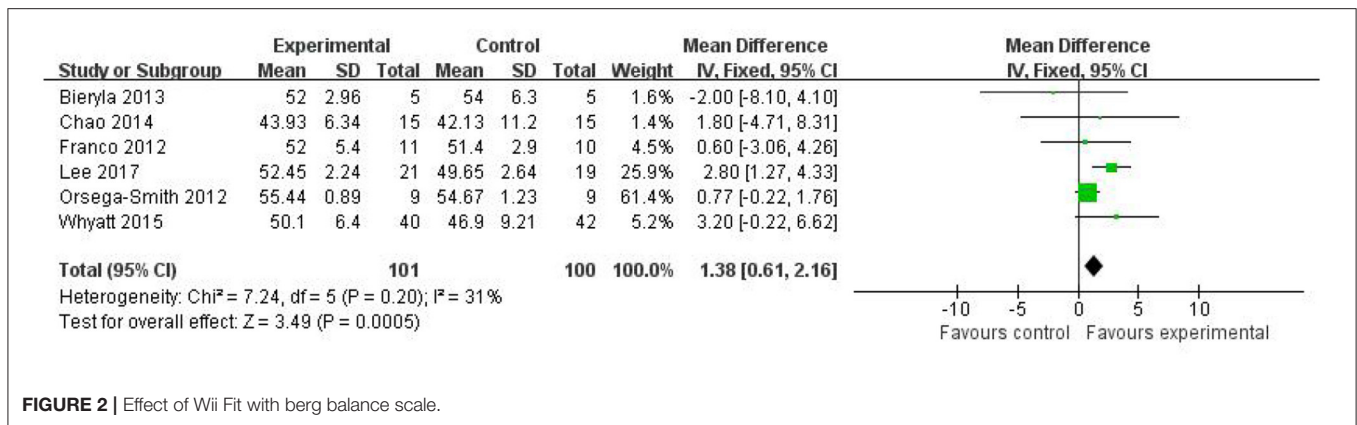 Experimental Control Mean Difference Mean Difference
Study or Subgroup Mean SD Total Mean SD Total Weight IV, Fixed, 95% CI IV, Fixed, 95% CI
Bieryla 2013 52 2.96 5 54 6.3 5 1.6% -2.00 [-8.10, 4.10]
Chao 2014 43.93 6.34 15 42.13 11.2 15 1.4% 1.80 [-4.71, 8.31]
Franco 2012 52 5.4 11 51.4 2.9 10 4.5% 0.60 [-3.06, 4.26]
Lee 2017 52.45 2.24 21 49.65 2.64 19 25.9% 2.80 [1.27, 4.33]
Orsega-Smith 2012 55.44 0.89 9 54.67 1.23 9 61.4% 0.77 [-0.22, 1.76]
Whyatt 2015 50.1 6.4 40 46.9 9.21 42 5.2% 3.20 [-0.22, 6.62]
Total (95% CI) 101 100 100.0% 1.38 [0.61, 2.16]
Heterogeneity: Chi² = 7.24, df = 5 (P = 0.20); I² = 31%
Test for overall effect: Z = 3.49 (P = 0.0005)
-10 -5 0 5 10
Favours control Favours experimental
FIGURE 2 | Effect of Wii Fit with berg balance scale.